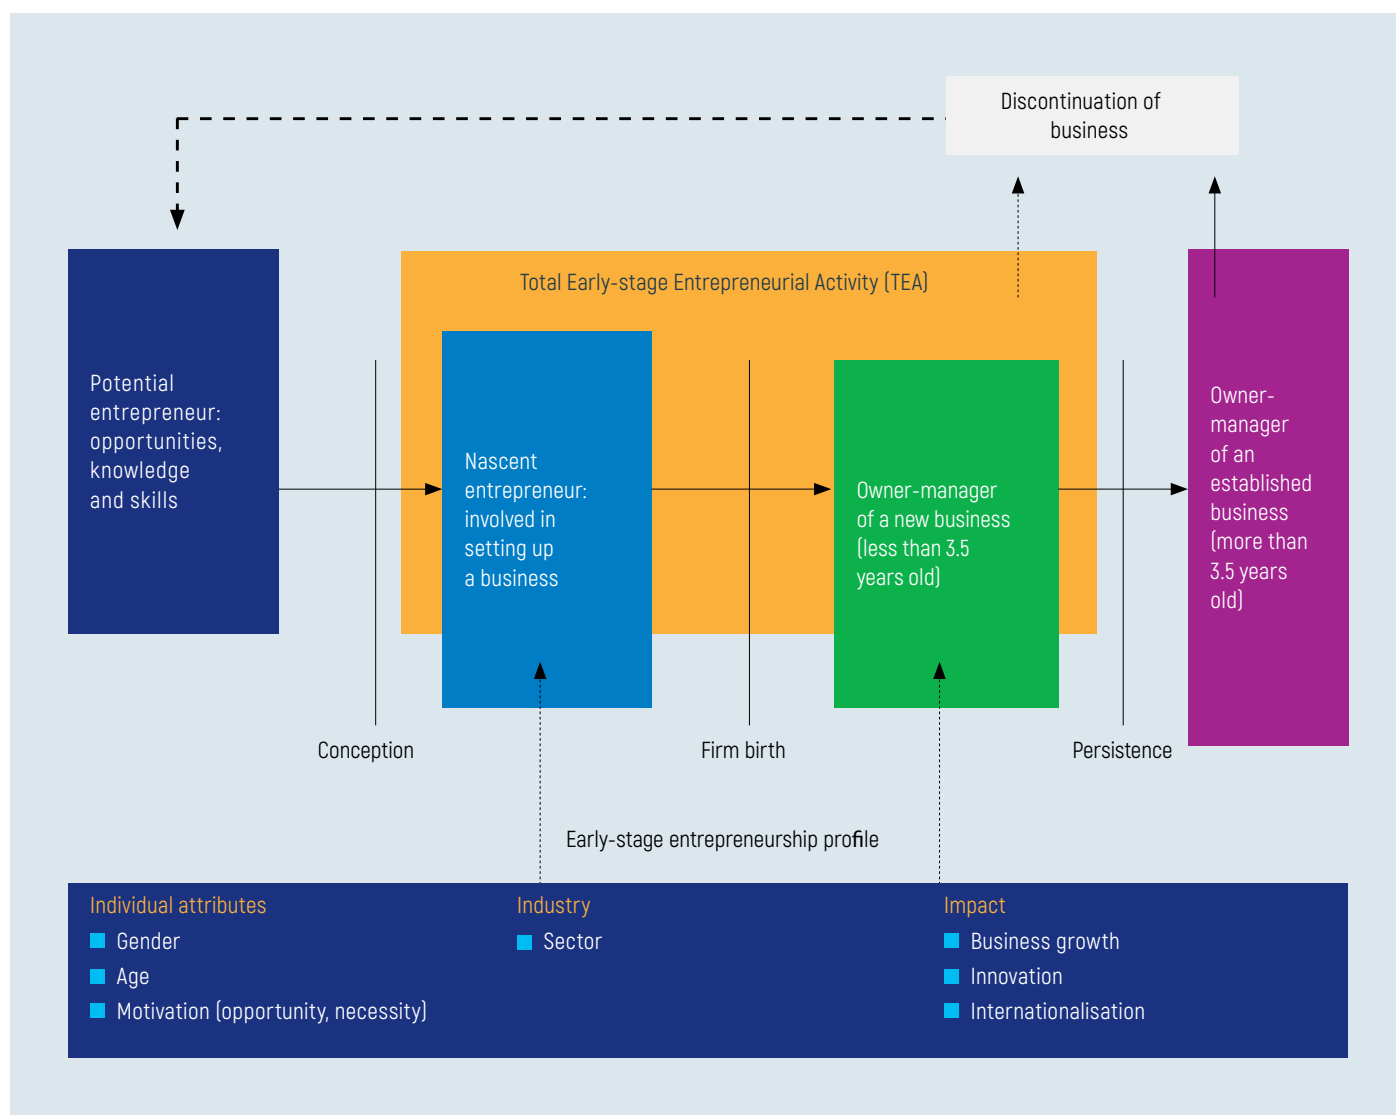 Discontinuation of
business
Total Early-stage Entrepreneurial Activity (TEA)
Potential
entrepreneur:
opportunities,
knowledge
and skills
Nascent
entrepreneur:
involved in
setting up
a business
Owner-manager
of a new business
(less than 3.5
years old)
Owner-
manager
of an
established
business
(more than
3.5 years
old)
Conception
Firm birth
Persistence
Early-stage entrepreneurship profile
Individual attributes
Gender
Age
Motivation (opportunity, necessity)
Industry
Sector
Impact
Business growth
Innovation
Internationalisation